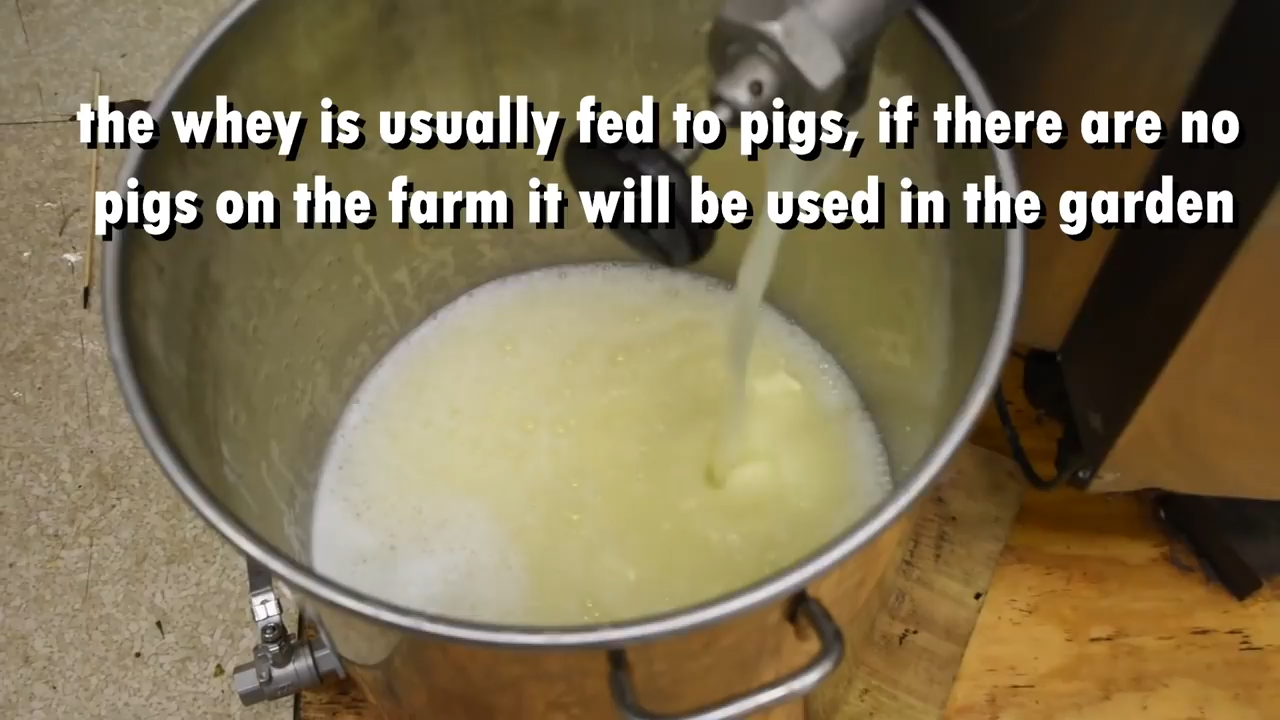 the whey is usually fed to pigs, if there are no
pigs on the farm it will be used in the garden